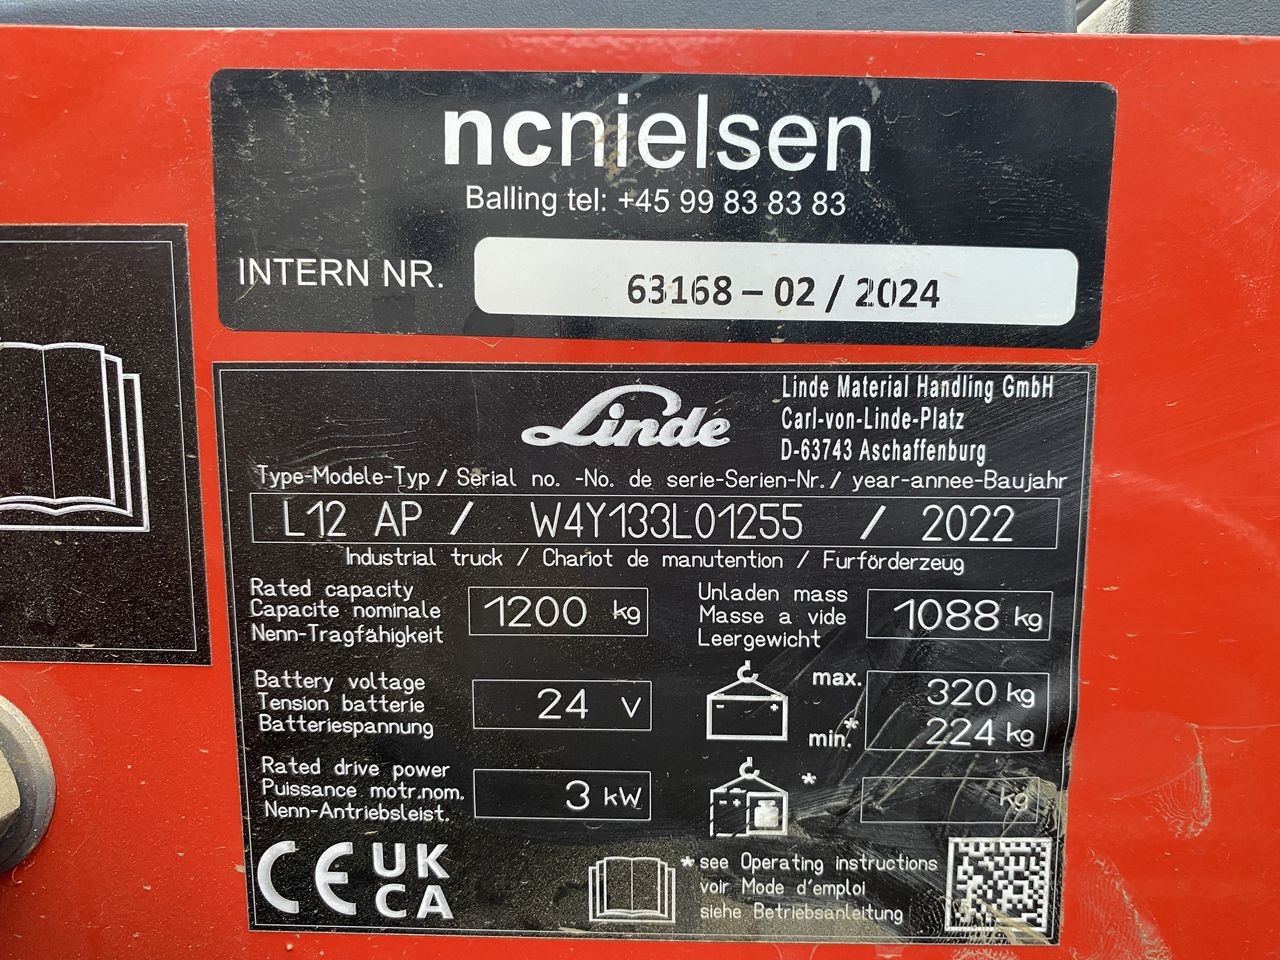 ncnielsen
Balling tel: +45 99 83 83 83
INTERN NR. 63168 – 02 / 2024
Linde
Linde Material Handling GmbH
Carl-von-Linde-Platz
D-63743 Aschaffenburg
Type-Modele-Typ / Serial no. -No. de serie-Serien-Nr. / year-annee-Baujahr
L12 AP / W4Y133L01255 / 2022
Industrial truck / Chariot de manutention / Furförderzeug
Rated capacity
Capacite nominale
Nenn-Tragfähigkeit
1200 kg
Unladen mass
Masse a vide
Leergewicht
1088 kg
Battery voltage
Tension batterie
Batteriespannung
24 V
max. 320 kg
min.* 224 kg
Rated drive power
Puissance motr.nom.
Nenn-Antriebsleist.
3 kW
* kg
CE UK
CA
*see Operating instructions
voir Mode d'emploi
siehe Betriebsanleitung